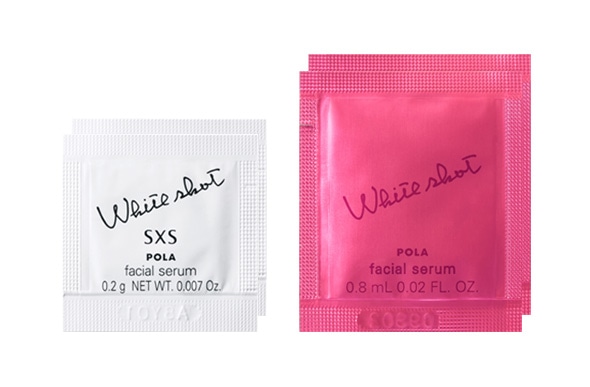 White shot
SXS
POLA
facial serum
0.2 g NET WT. 0.007 Oz.
White shot
POLA
facial serum
0.8 mL 0.02 FL. OZ.